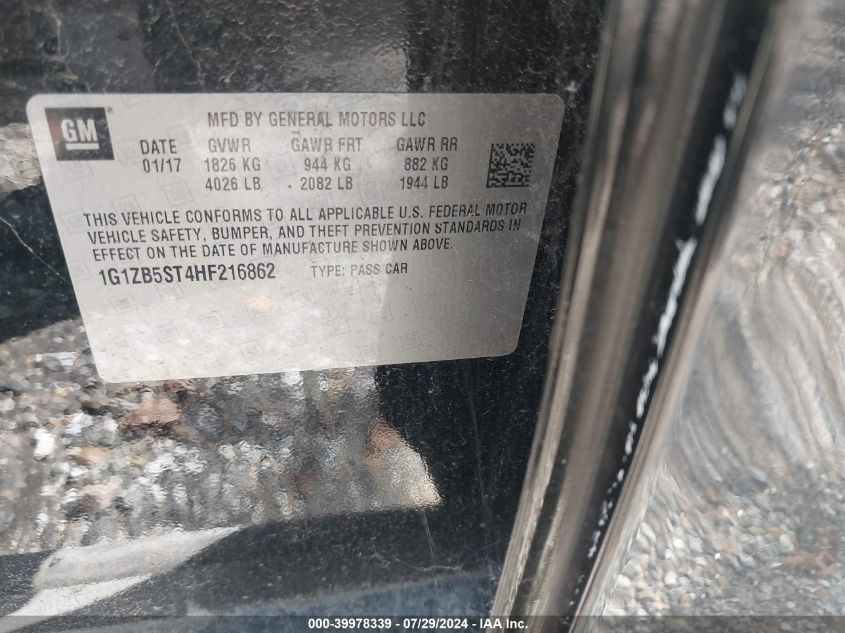 GM
MFD BY GENERAL MOTORS LLC
DATE GVWR GAWR FRT GAWR RR
01/17 1826 KG 944 KG 882 KG
4026 LB 2082 LB 1944 LB
THIS VEHICLE CONFORMS TO ALL APPLICABLE U.S. FEDERAL MOTOR
VEHICLE SAFETY, BUMPER, AND THEFT PREVENTION STANDARDS IN
EFFECT ON THE DATE OF MANUFACTURE SHOWN ABOVE.
1G1ZB5ST4HF216862 TYPE: PASS CAR
000-39978339 - 07/29/2024 - IAA Inc.